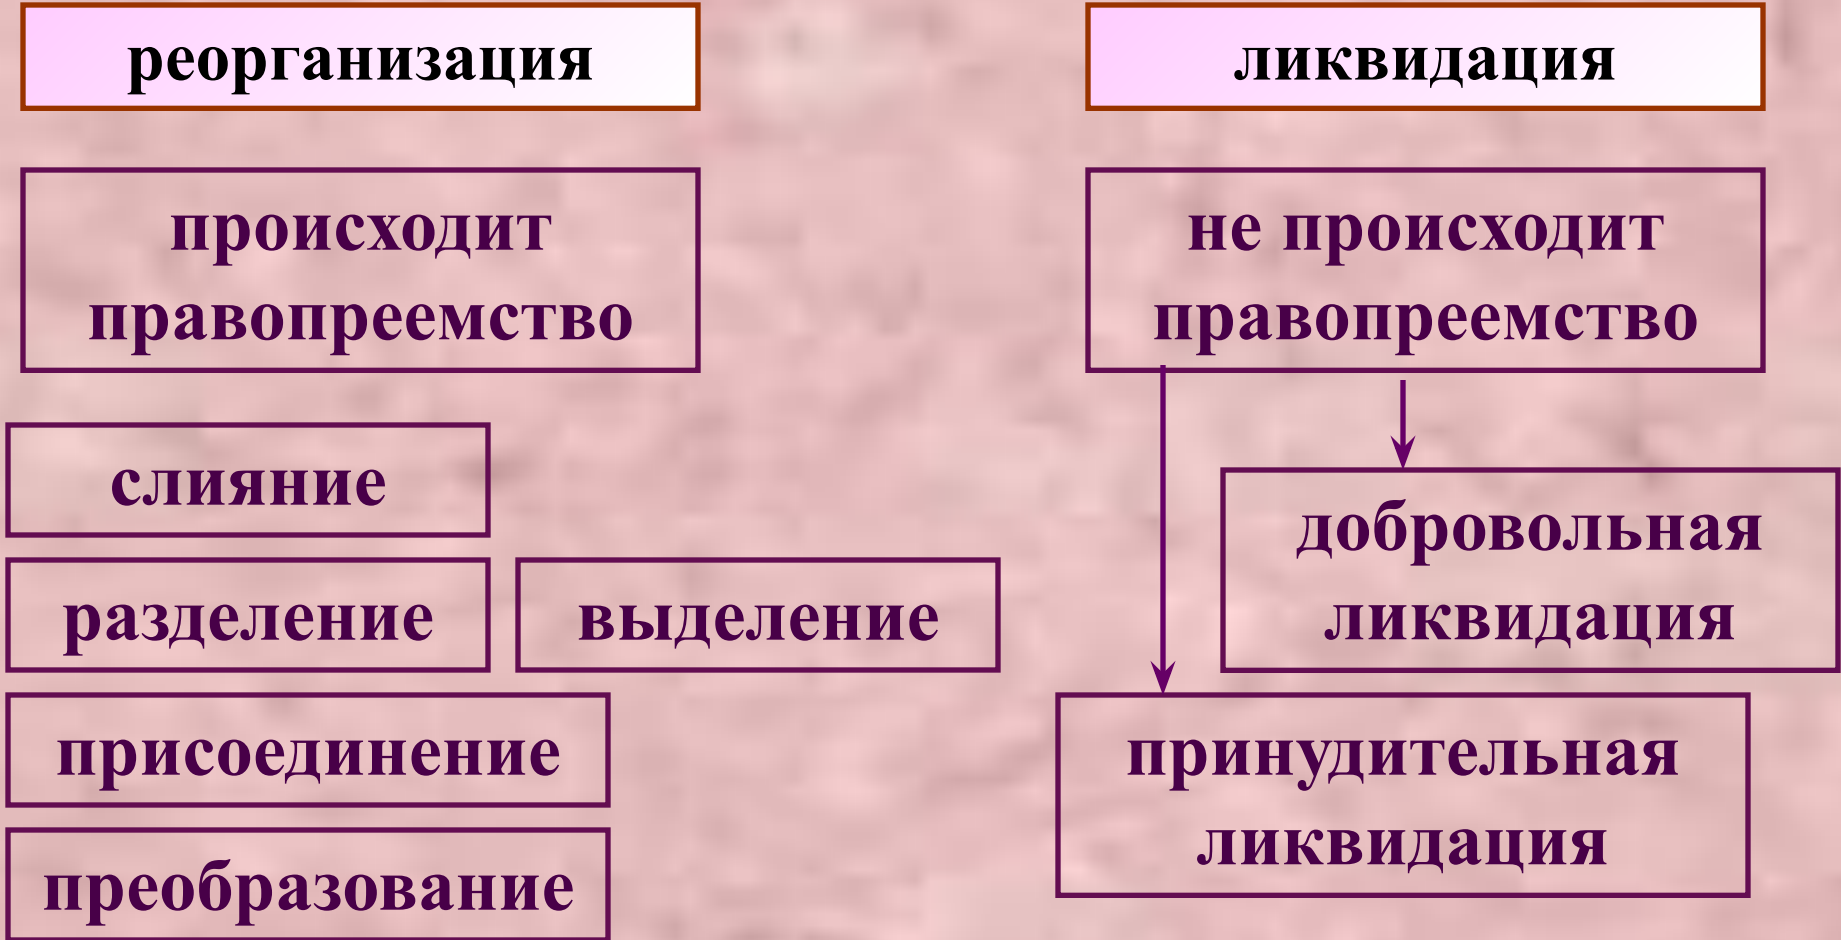 реорганизация
ликвидация
происходит
правопреемство
не происходит
правопреемство
слияние
разделение
выделение
присоединение
преобразование
добровольная
ликвидация
принудительная
ликвидация